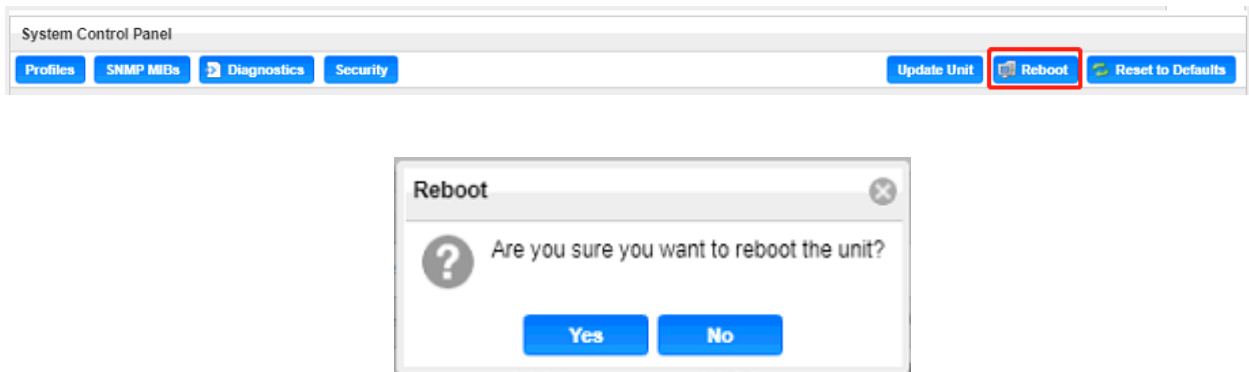 System Control Panel
Profiles SNMP MIBs Diagnostics Security Update Unit Reboot Reset to Defaults
Reboot
Are you sure you want to reboot the unit?
Yes No